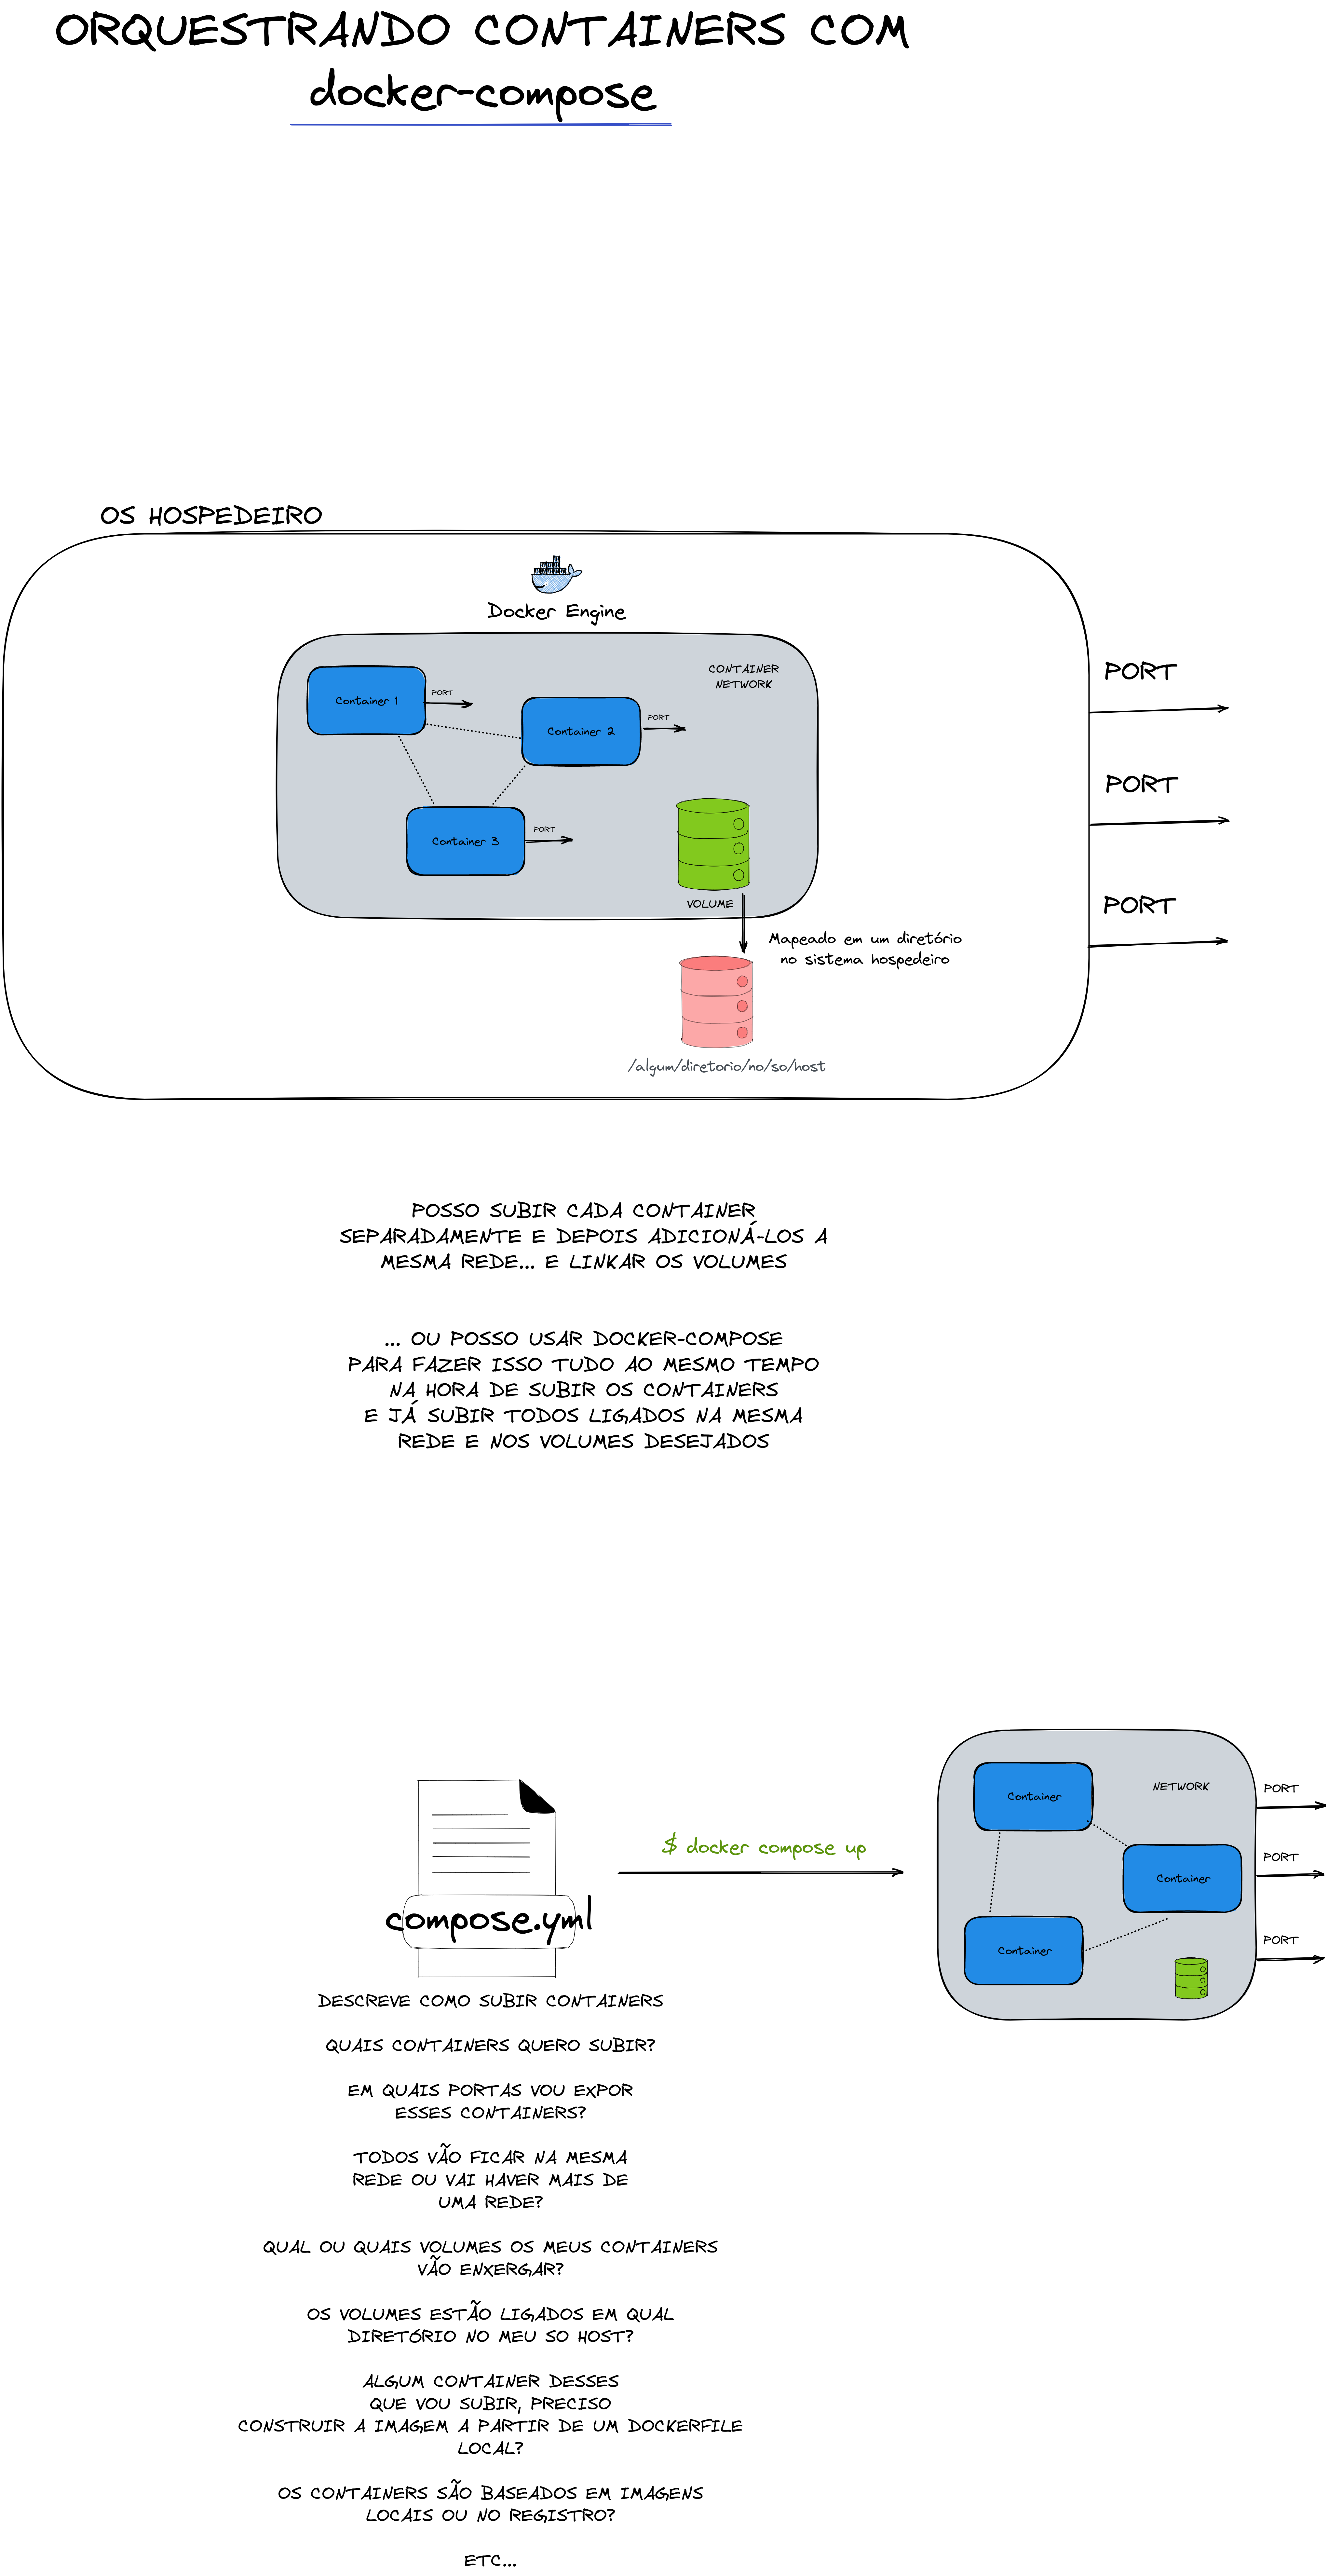 ORQUESTRANDO CONTAINERS COM
docker-compose
OS HOSPEDEIRO
Docker Engine
CONTAINER
NETWORK
Container 1
PORT
Container 2
PORT
Container 3
PORT
VOLUME
Mapeado em um diretório
no sistema hospedeiro
/algum/diretorio/no/so/host
PORT
PORT
PORT
POSSO SUBIR CADA CONTAINER
SEPARADAMENTE E DEPOIS ADICIONÁ-LOS A
MESMA REDE... E LINKAR OS VOLUMES
... OU POSSO USAR DOCKER-COMPOSE
PARA FAZER ISSO TUDO AO MESMO TEMPO
NA HORA DE SUBIR OS CONTAINERS
E JÁ SUBIR TODOS LIGADOS NA MESMA
REDE E NOS VOLUMES DESEJADOS
compose.yml
$ docker compose up
Container
NETWORK
Container
Container
PORT
PORT
PORT
DESCREVE COMO SUBIR CONTAINERS
QUAIS CONTAINERS QUERO SUBIR?
EM QUAIS PORTAS VOU EXPOR
ESSES CONTAINERS?
TODOS VÃO FICAR NA MESMA
REDE OU VAI HAVER MAIS DE
UMA REDE?
QUAL OU QUAIS VOLUMES OS MEUS CONTAINERS
VÃO ENXERGAR?
OS VOLUMES ESTÃO LIGADOS EM QUAL
DIRETÓRIO NO MEU SO HOST?
ALGUM CONTAINER DESSES
QUE VOU SUBIR, PRECISO
CONSTRUIR A IMAGEM A PARTIR DE UM DOCKERFILE
LOCAL?
OS CONTAINERS SÃO BASEADOS EM IMAGENS
LOCAIS OU NO REGISTRO?
ETC...